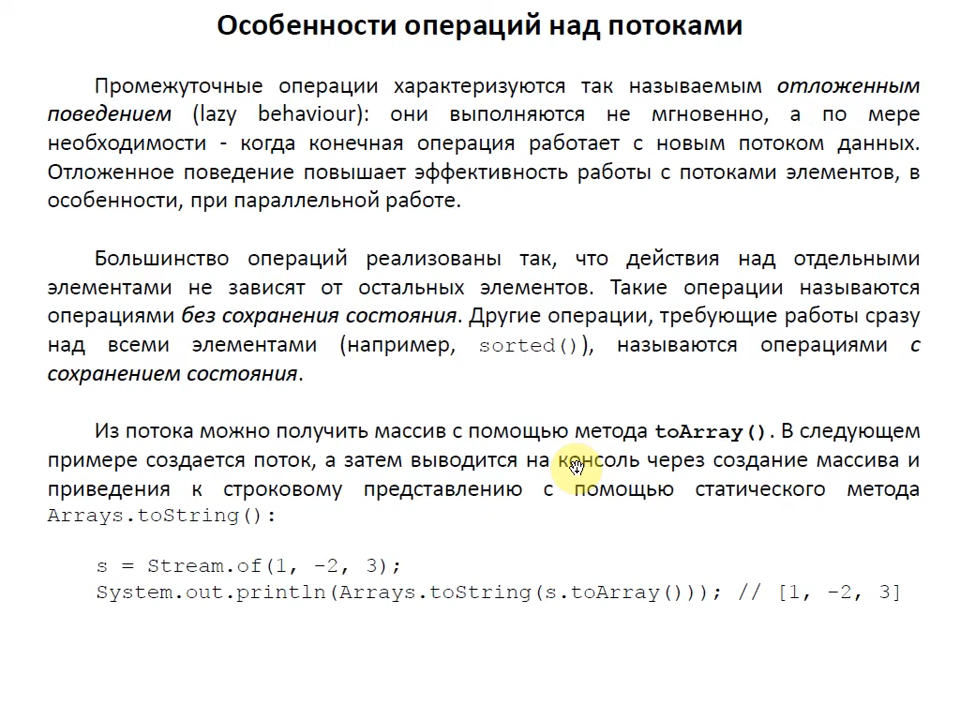 Особенности операций над потоками
Промежуточные операции характеризуются так называемым отложенным
поведением (lazy behaviour): они выполняются не мгновенно, а по мере
необходимости - когда конечная операция работает с новым потоком данных.
Отложенное поведение повышает эффективность работы с потоками элементов, в
особенности, при параллельной работе.
Большинство операций реализованы так, что действия над отдельными
элементами не зависят от остальных элементов. Такие операции называются
операциями без сохранения состояния. Другие операции, требующие работы сразу
над всеми элементами (например, sorted()), называются операциями с
сохранением состояния.
Из потока можно получить массив с помощью метода toArray(). В следующем
примере создается поток, а затем выводится на консоль через создание массива и
приведения к строковому представлению с помощью статического метода
Arrays.toString():
s = Stream.of(1, -2, 3);
System.out.println(Arrays.toString(s.toArray())); // [1, -2, 3]